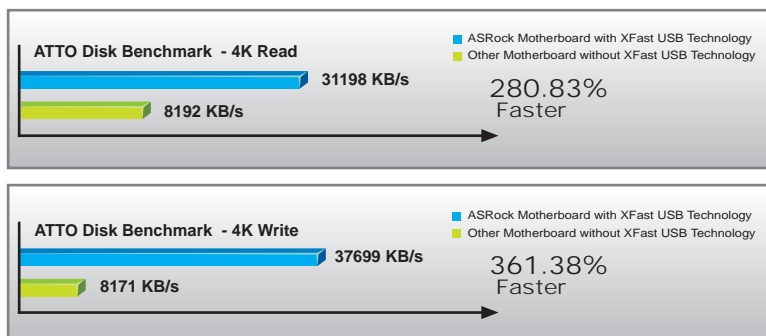 ATTO Disk Benchmark - 4K Read
ASRock Motherboard with XFast USB Technology
Other Motherboard without XFast USB Technology
31198 KB/s
8192 KB/s
280.83%
Faster
ATTO Disk Benchmark - 4K Write
ASRock Motherboard with XFast USB Technology
Other Motherboard without XFast USB Technology
37699 KB/s
8171 KB/s
361.38%
Faster